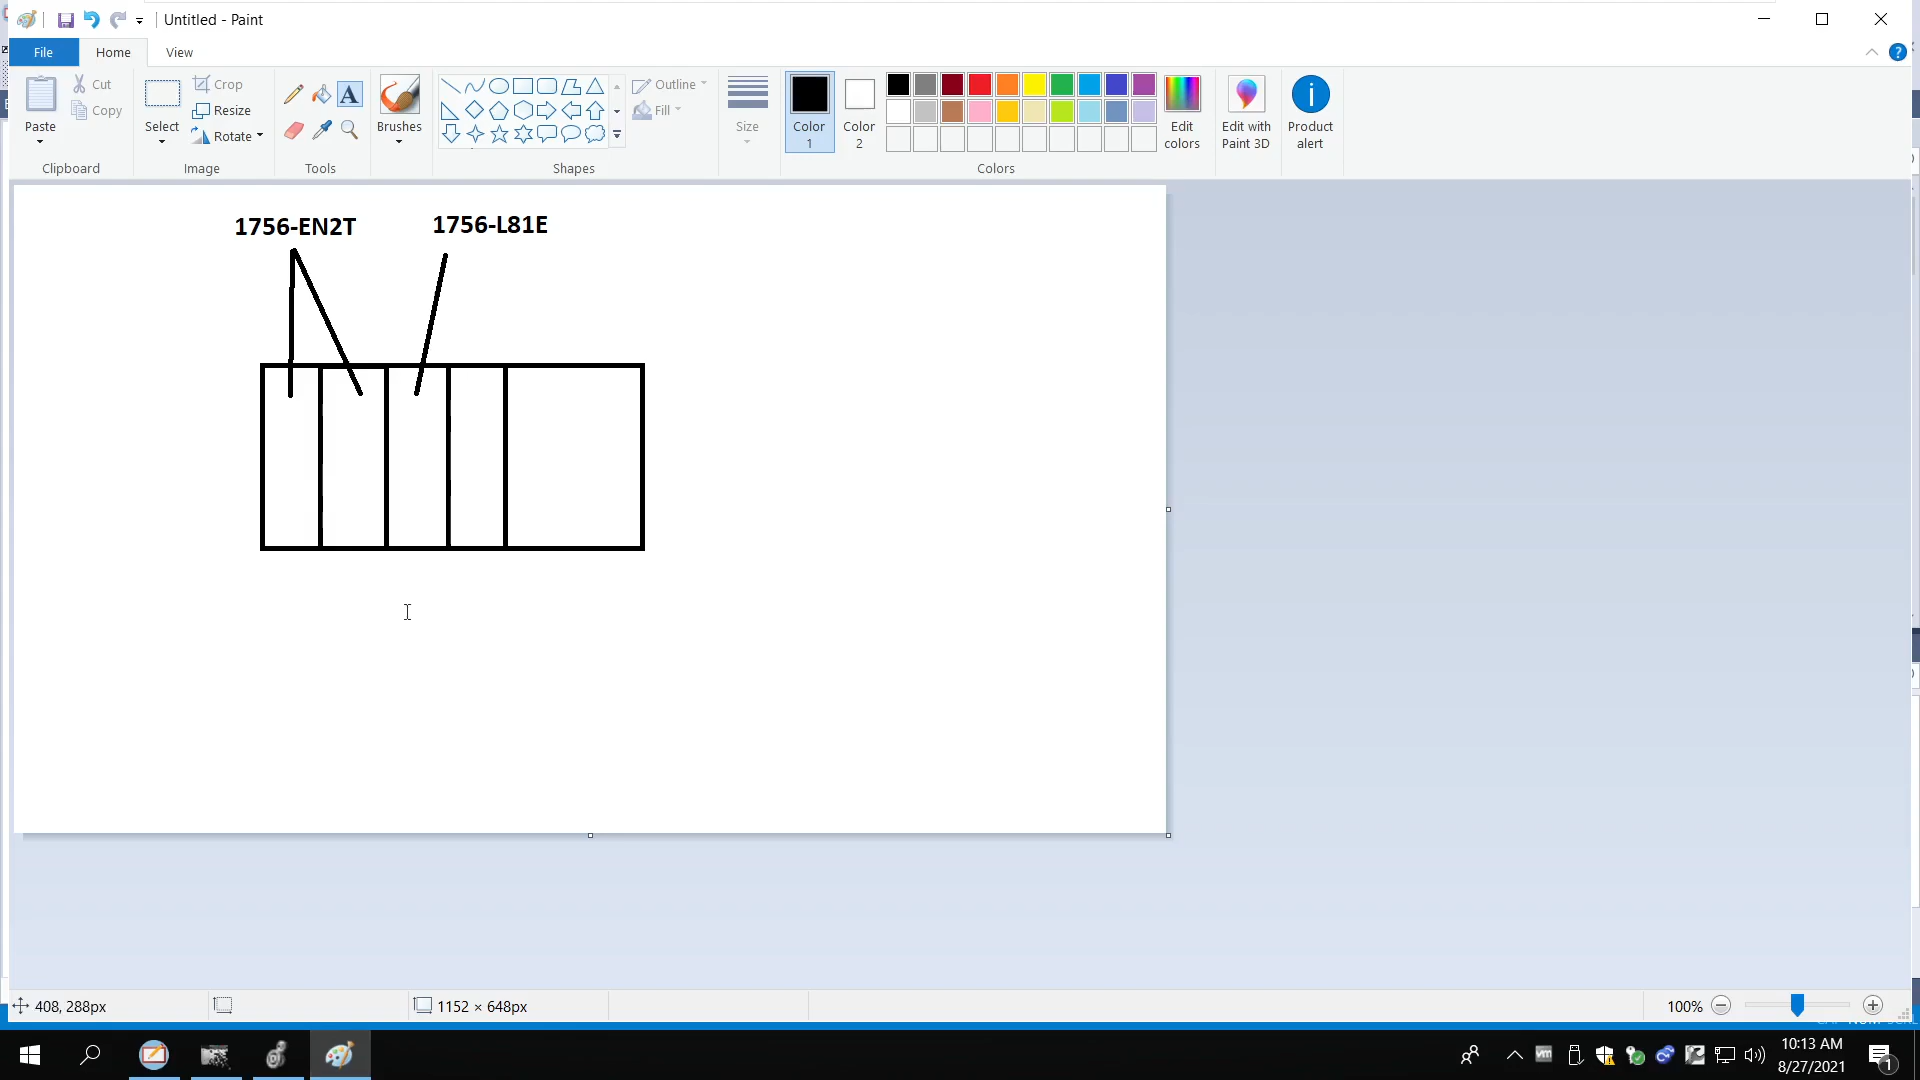 Untitled - Paint
File
Home
View
Paste
Cut
Copy
Clipboard
Select
Crop
Resize
Rotate
Image
A
Tools
Brushes
Shapes
Outline
Fill
Size
Color 1
Color 2
Edit colors
Colors
Edit with Paint 3D
Product alert
1756-EN2T
1756-L81E
408, 288px
1152 × 648px
100%
10:13 AM
8/27/2021
1